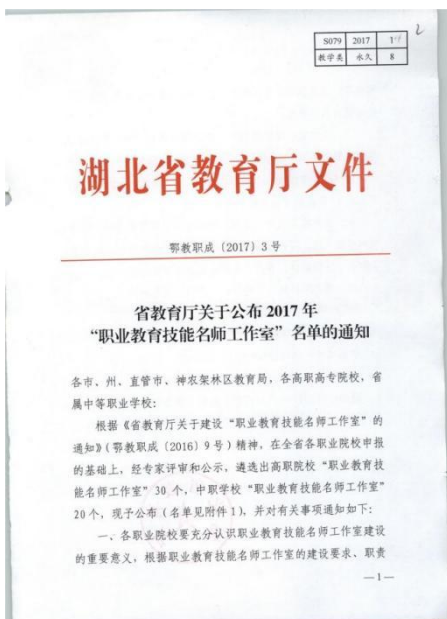 2
S079 2017 1
教学类 永久 8
湖北省教育厅文件
鄂教职成〔2017〕3号
省教育厅关于公布2017年
“职业教育技能名师工作室”名单的通知
各市、州、直管市、神农架林区教育局，各高职高专院校，省
属中等职业学校：
根据《省教育厅关于建设“职业教育技能名师工作室”的
通知》（鄂教职成〔2016〕9号）精神，在全省各职业院校申报
的基础上，经专家评审和公示，遴选出高职院校“职业教育技
能名师工作室”30个，中职学校“职业教育技能名师工作室”
20个，现予公布（名单见附件1），并对有关事项通知如下：
一、各职业院校要充分认识职业教育技能名师工作室建设
的重要意义，根据职业教育技能名师工作室的建设要求、职责
—1—